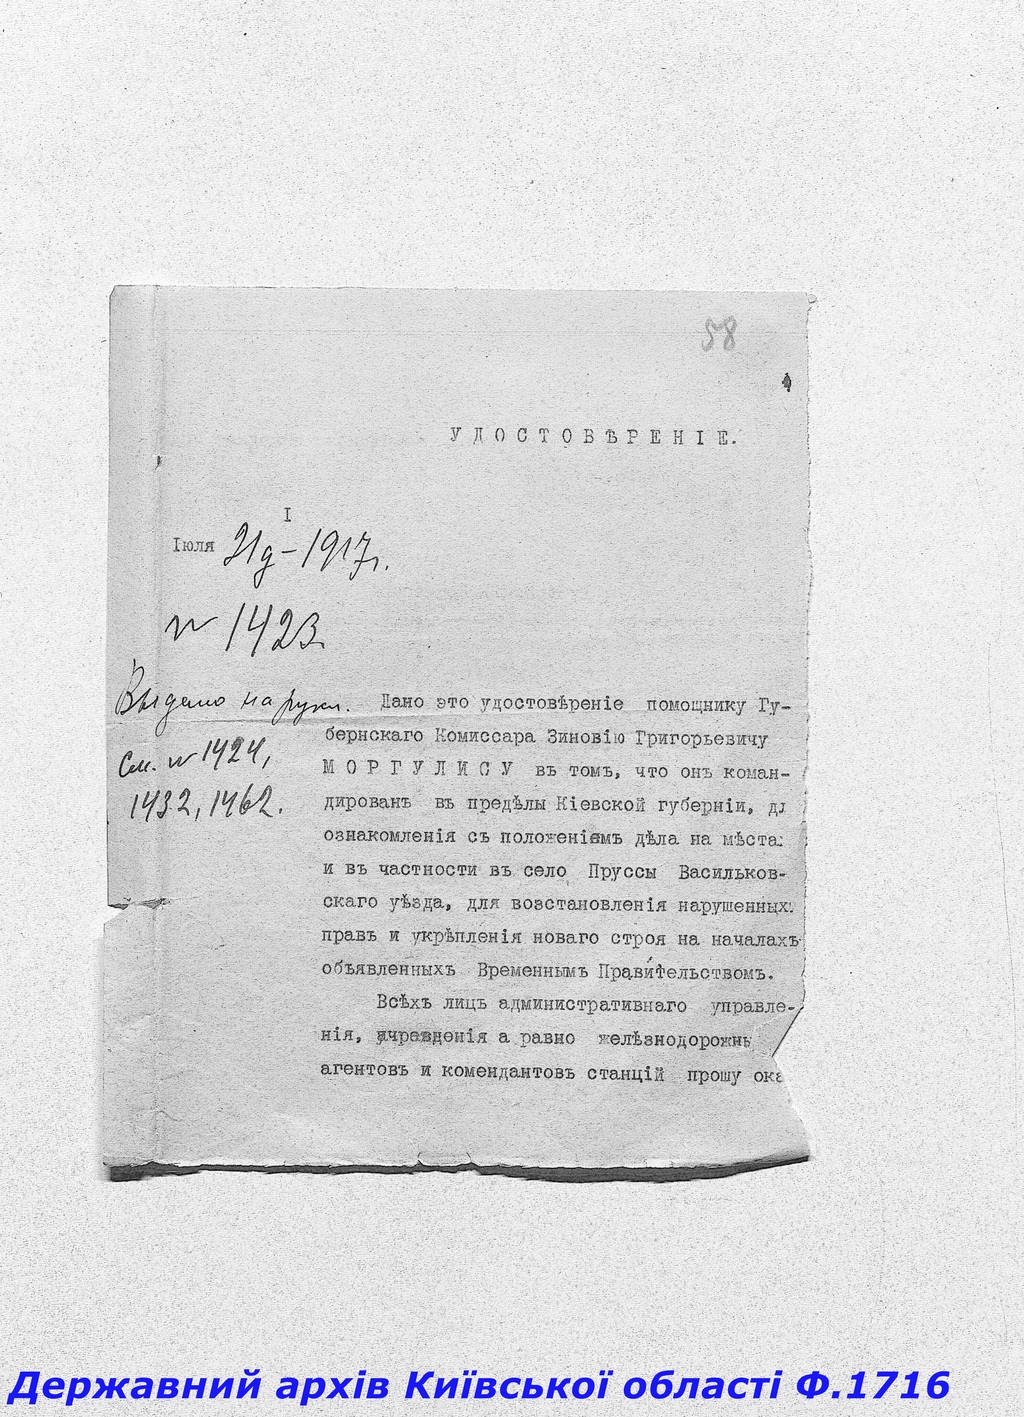 58
УДОСТОВѢРЕНІЕ.
I
Іюля 21д-1917г.
N 1423.
Выдано на руки.
См. N 1424,
1432, 1462.
Дано это удостовѣреніе помощнику Гу-
бернскаго Комиссара Зиновію Григорьевичу
МОРГУЛИСУ въ томъ, что онъ коман-
дированъ въ предѣлы Кіевской губерніи, дл
ознакомленія съ положеніемъ дѣла на мѣста
и въ частности въ село Пруссы Васильков-
скаго уѣзда, для возстановленія нарушенныхъ
правъ и укрѣпленія новаго строя на началахъ
объявленныхъ Временнымъ Правительствомъ.
Всѣхъ лицъ административнаго управле-
нія, учрежденія а равно желѣзнодорожны
агентовъ и комендантовъ станцій прошу ока
Державний архів Київської області Ф.1716